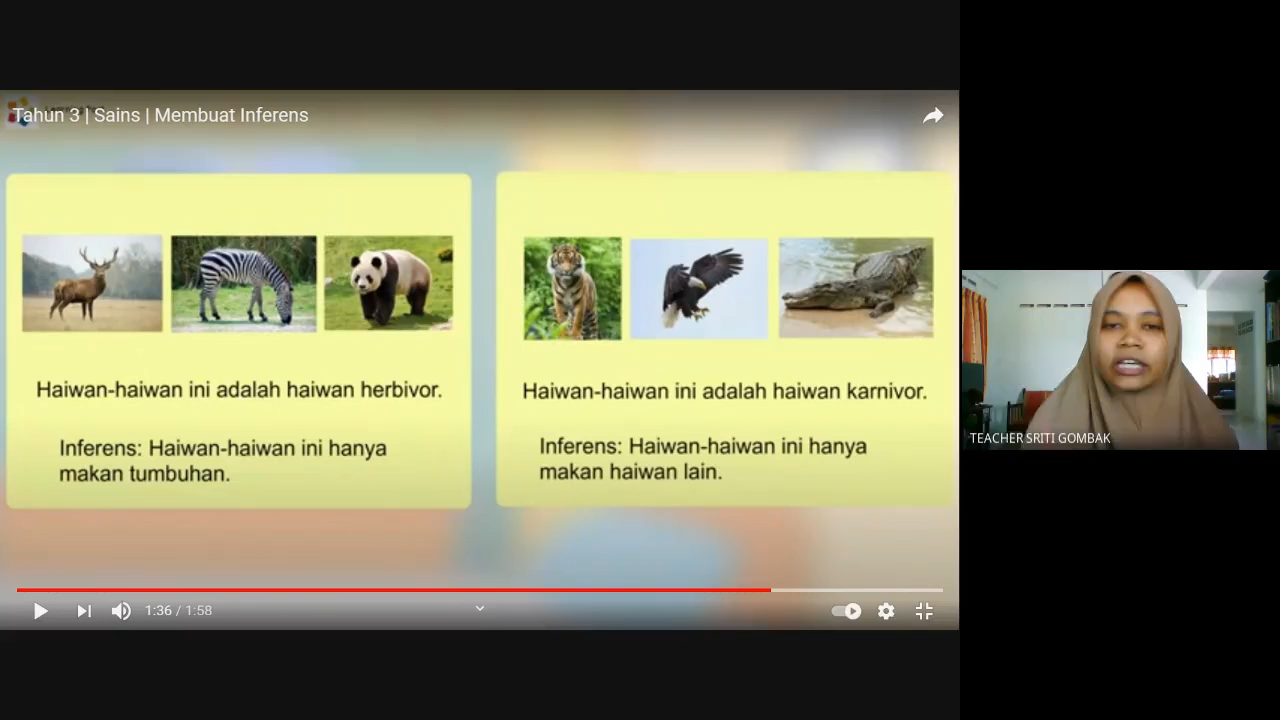 Tahun 3 | Sains | Membuat Inferens
Haiwan-haiwan ini adalah haiwan herbivor.
Inferens: Haiwan-haiwan ini hanya
makan tumbuhan.
Haiwan-haiwan ini adalah haiwan karnivor.
Inferens: Haiwan-haiwan ini hanya
makan haiwan lain.
1:36 / 1:58
TEACHER SRITI GOMBAK